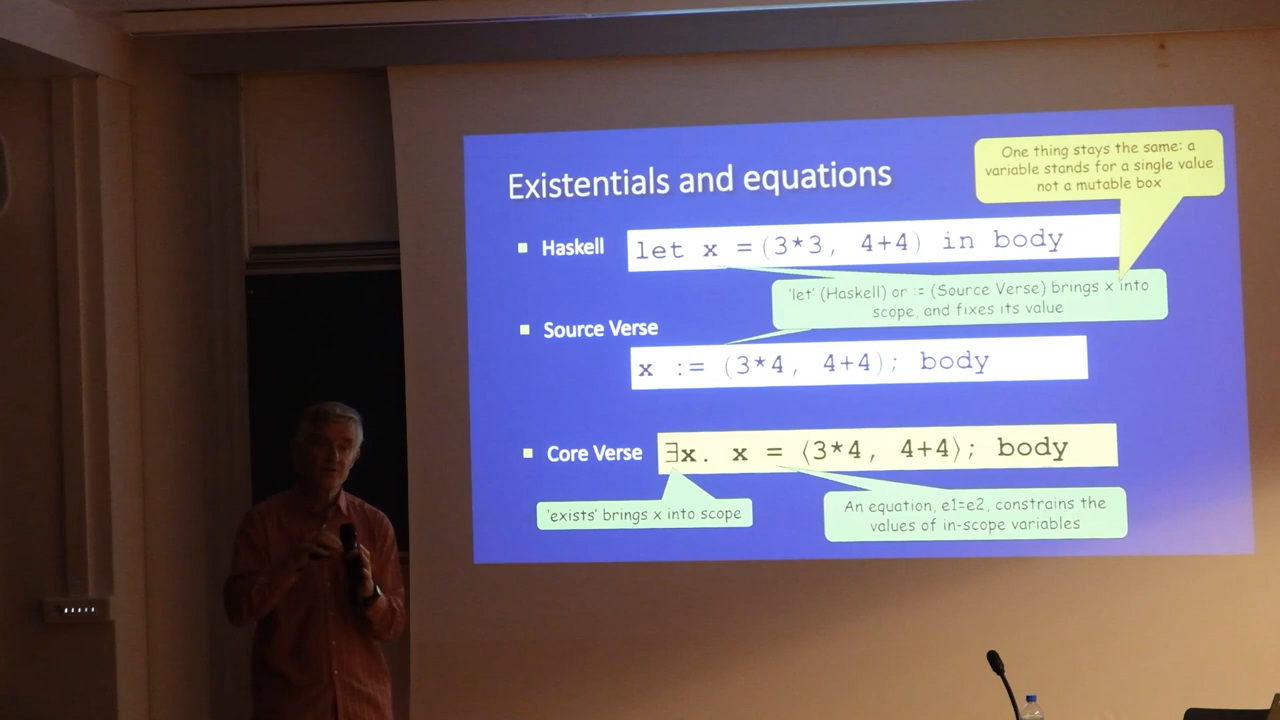 Existentials and equations
One thing stays the same: a
variable stands for a single value
not a mutable box
Haskell
let x =(3*3, 4+4) in body
'let' (Haskell) or := (Source Verse) brings x into
scope, and fixes its value
Source Verse
x := (3*4, 4+4); body
Core Verse
∃x. x = ⟨3*4, 4+4⟩; body
'exists' brings x into scope
An equation, e1=e2, constrains the
values of in-scope variables